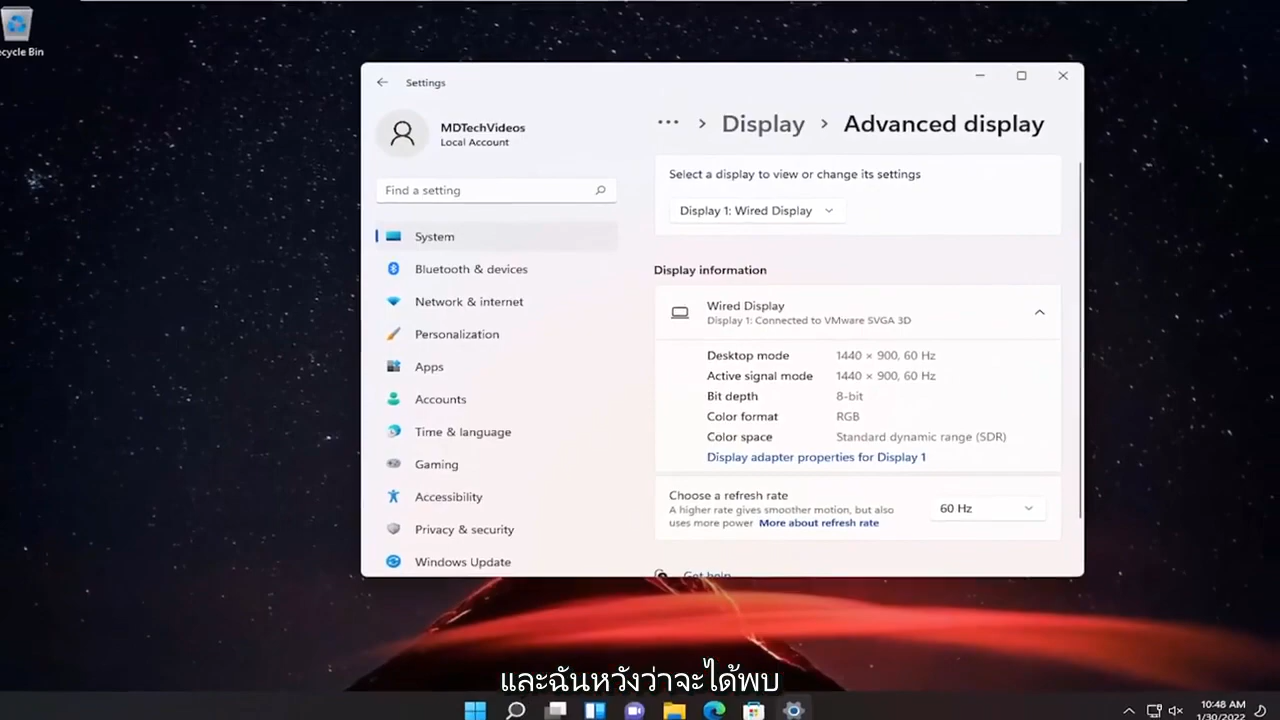 ecycle Bin
Settings
MDTechVideos
Local Account
Find a setting
System
Bluetooth & devices
Network & internet
Personalization
Apps
Accounts
Time & language
Gaming
Accessibility
Privacy & security
Windows Update
... › Display › Advanced display
Select a display to view or change its settings
Display 1: Wired Display
Display information
Wired Display
Display 1: Connected to VMware SVGA 3D
Desktop mode 1440 × 900, 60 Hz
Active signal mode 1440 × 900, 60 Hz
Bit depth 8-bit
Color format RGB
Color space Standard dynamic range (SDR)
Display adapter properties for Display 1
Choose a refresh rate
A higher rate gives smoother motion, but also
uses more power More about refresh rate
60 Hz
Get help
และฉันหวังว่าจะได้พบ
10:48 AM
1/30/2022